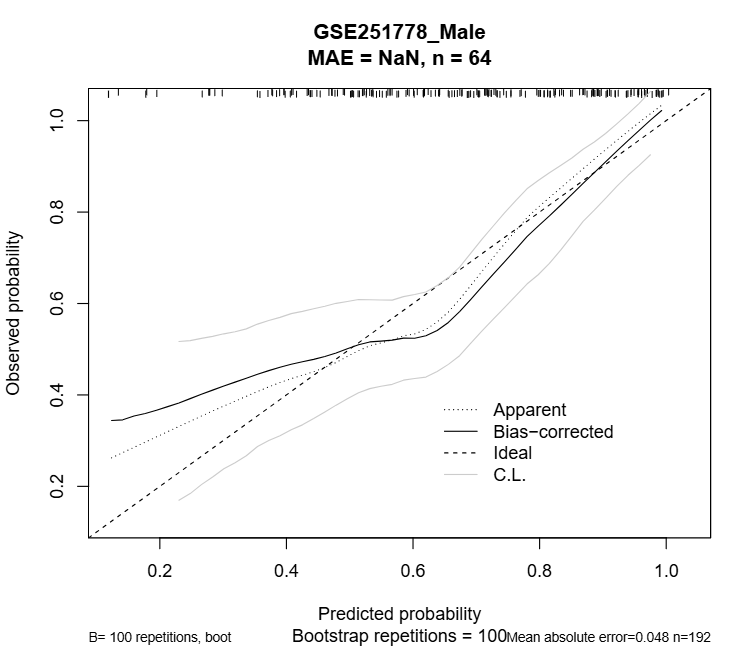 GSE251778_Male
MAE = NaN, n = 64
Observed probability
1.0
0.8
0.6
0.4
0.2
Apparent
Bias−corrected
Ideal
C.L.
0.2 0.4 0.6 0.8 1.0
Predicted probability
B= 100 repetitions, boot Bootstrap repetitions = 100 Mean absolute error=0.048 n=192